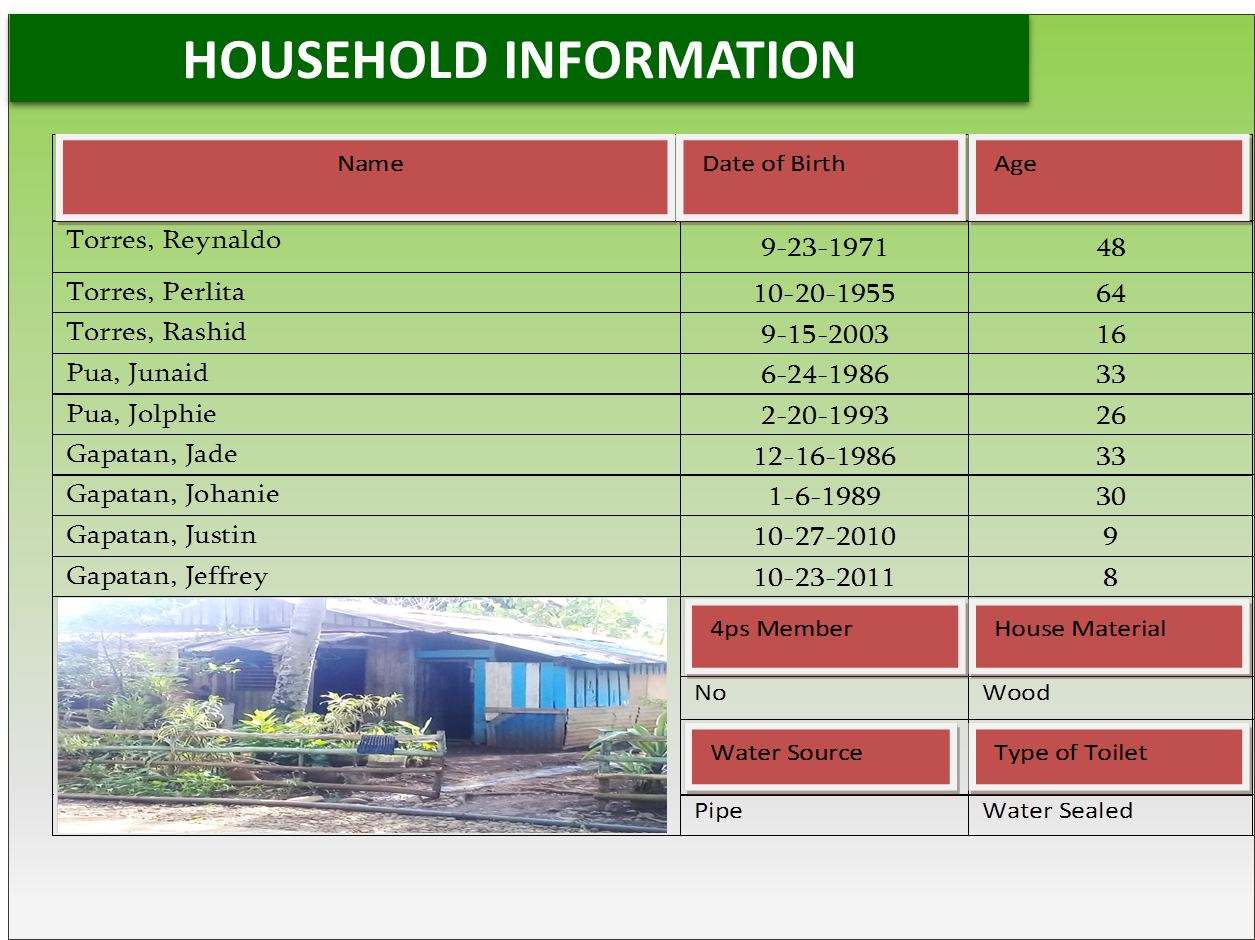 HOUSEHOLD INFORMATION
Name Date of Birth Age
Torres, Reynaldo 9-23-1971 48
Torres, Perlita 10-20-1955 64
Torres, Rashid 9-15-2003 16
Pua, Junaid 6-24-1986 33
Pua, Jolphie 2-20-1993 26
Gapatan, Jade 12-16-1986 33
Gapatan, Johanie 1-6-1989 30
Gapatan, Justin 10-27-2010 9
Gapatan, Jeffrey 10-23-2011 8
4ps Member House Material
No Wood
Water Source Type of Toilet
Pipe Water Sealed